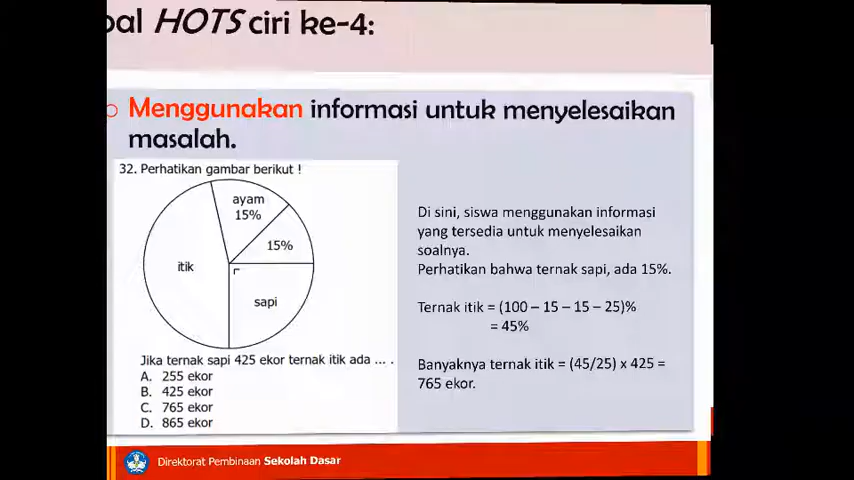 oal HOTS ciri ke-4:
Menggunakan informasi untuk menyelesaikan
masalah.
32. Perhatikan gambar berikut !
ayam
15%
15%
itik
sapi
Jika ternak sapi 425 ekor ternak itik ada ... .
A. 255 ekor
B. 425 ekor
C. 765 ekor
D. 865 ekor
Di sini, siswa menggunakan informasi
yang tersedia untuk menyelesaikan
soalnya.
Perhatikan bahwa ternak sapi, ada 15%.
Ternak itik = (100 – 15 – 15 – 25)%
= 45%
Banyaknya ternak itik = (45/25) x 425 =
765 ekor.
Direktorat Pembinaan Sekolah Dasar